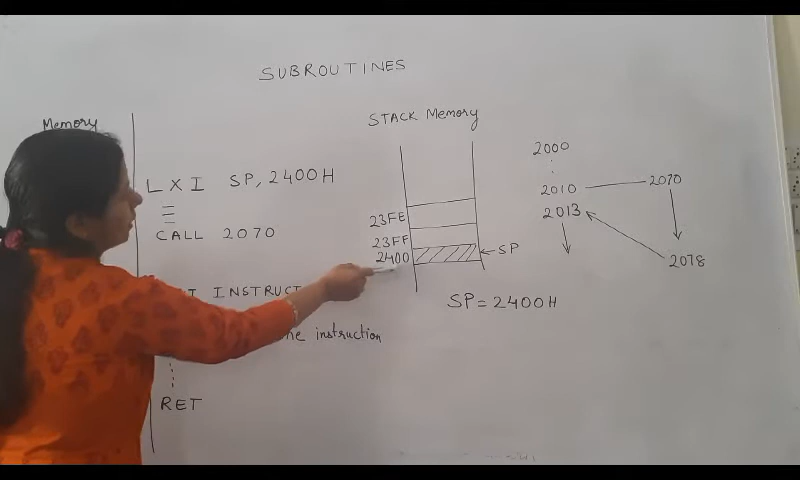 SUBROUTINES
Memory
LXI SP, 2400H
CALL 2070
INSTRUCT
instruction
RET
STACK Memory
23FE
23FF
2400
SP
SP = 2400H
2000
2010 2070
2013
2078